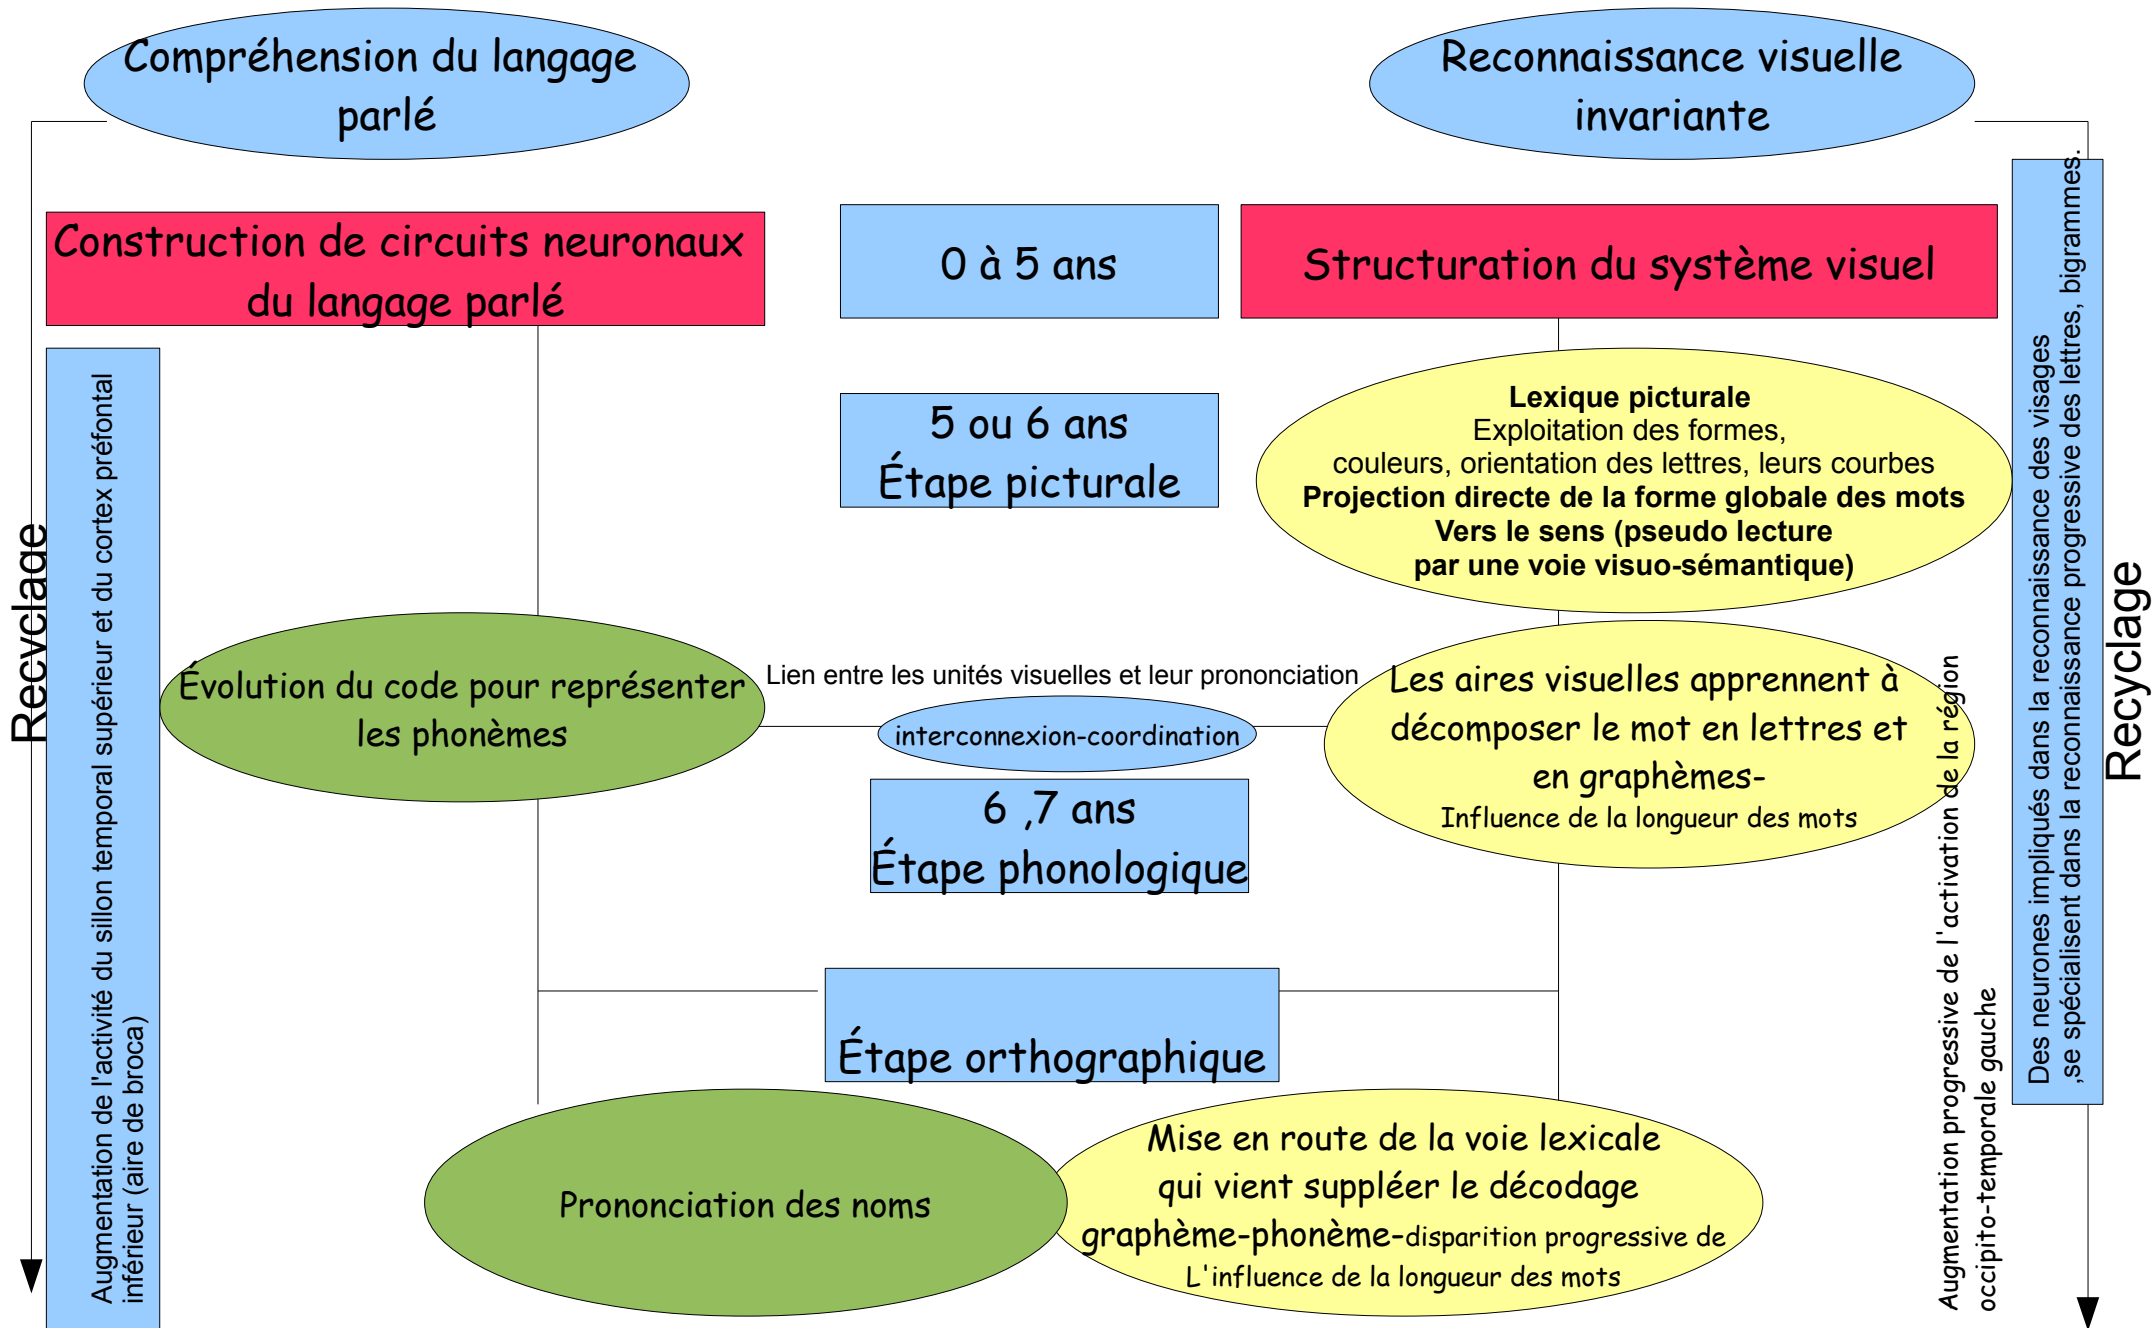 Compréhension du langage
parlé
Reconnaissance visuelle
invariante
Construction de circuits neuronaux
du langage parlé
0 à 5 ans
Structuration du système visuel
5 ou 6 ans
Étape picturale
Lexique picturale
Exploitation des formes,
couleurs, orientation des lettres, leurs courbes
Projection directe de la forme globale des mots
Vers le sens (pseudo lecture
par une voie visuo-sémantique)
Recyclage
Augmentation de l'activité du sillon temporal supérieur et du cortex préfontal
inférieur (aire de broca)
Évolution du code pour représenter
les phonèmes
Lien entre les unités visuelles et leur prononciation
interconnexion-coordination
Les aires visuelles apprennent à
décomposer le mot en lettres et
en graphèmes-
Influence de la longueur des mots
6 ,7 ans
Étape phonologique
Étape orthographique
Prononciation des noms
Mise en route de la voie lexicale
qui vient suppléer le décodage
graphème-phonème-disparition progressive de
L'influence de la longueur des mots
Augmentation progressive de l'activation de la région
occipito-temporale gauche
Des neurones impliqués dans la reconnaissance des visages
,se spécialisent dans la reconnaissance progressive des lettres, bigrammes.
Recyclage